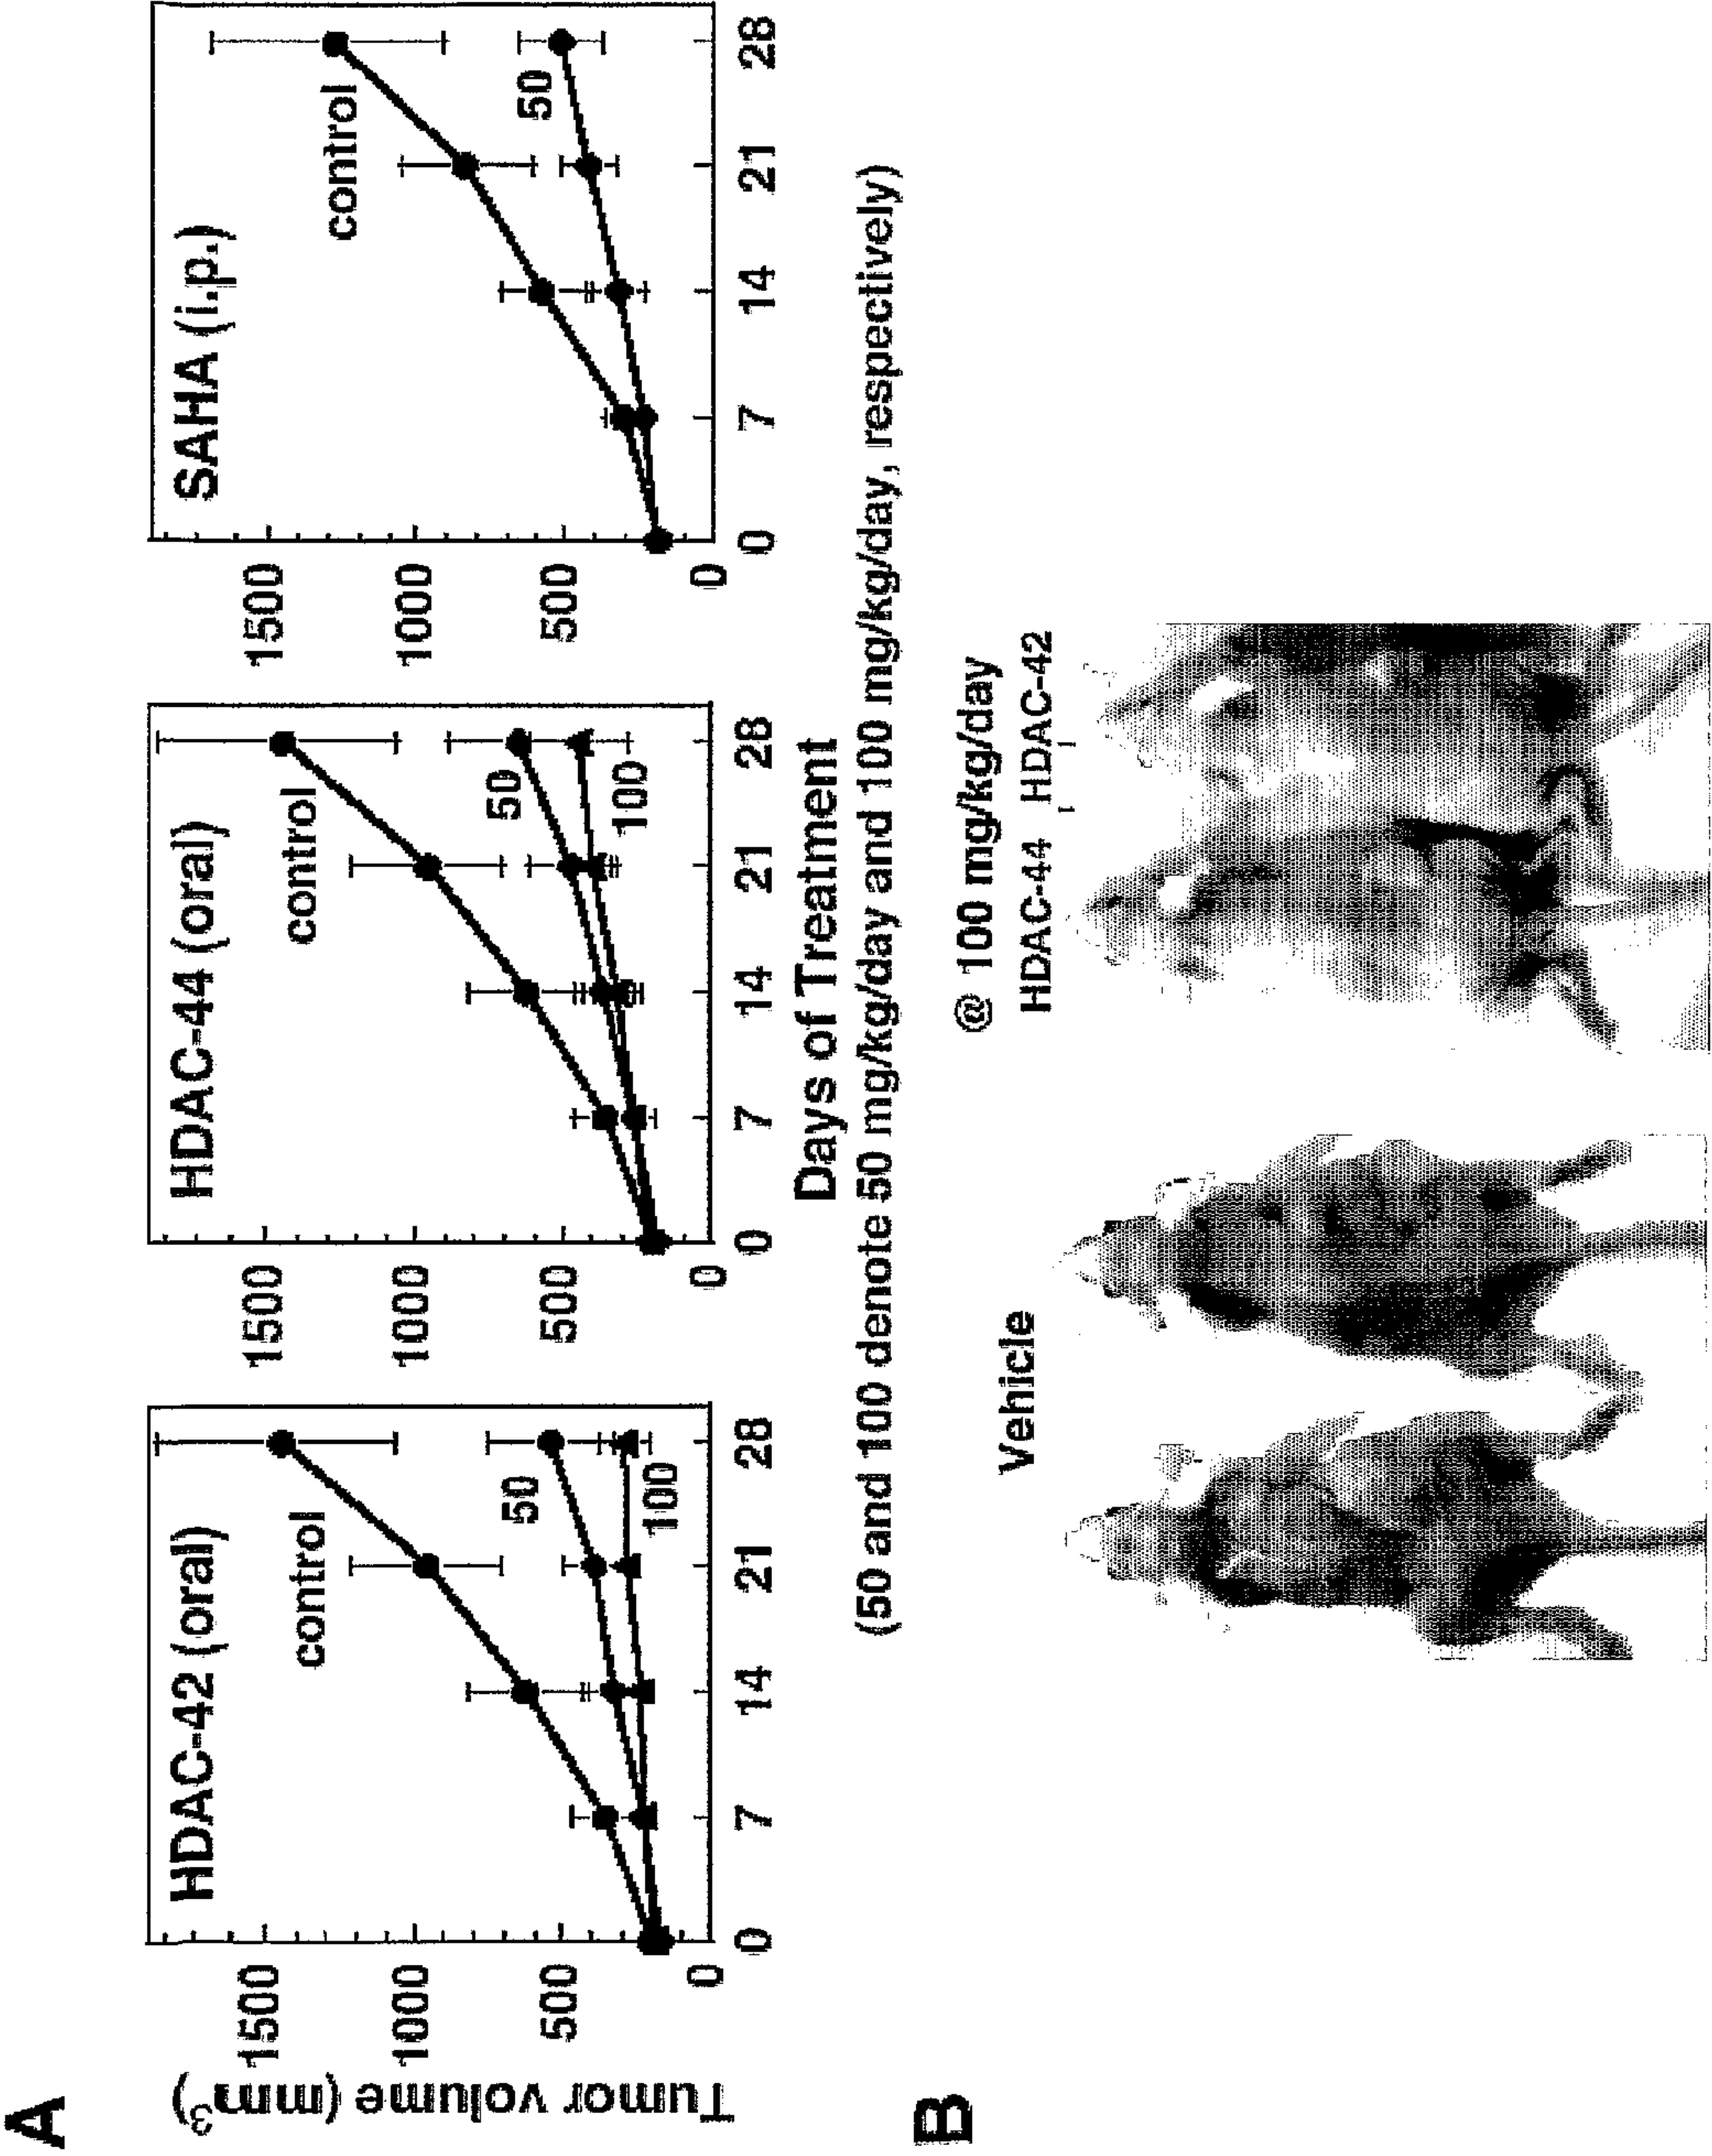 A
HDAC-42 (oral)
HDAC-44 (oral)
SAHA (i.p.)
Tumor volume (mm³)
1500
1000
500
0
control
50
100
0 7 14 21 28
1500
1000
500
0
control
50
100
0 7 14 21 28
1500
1000
500
0
control
50
0 7 14 21 28
Days of Treatment
(50 and 100 denote 50 mg/kg/day and 100 mg/kg/day, respectively)
B
Vehicle
@ 100 mg/kg/day
HDAC-44 HDAC-42